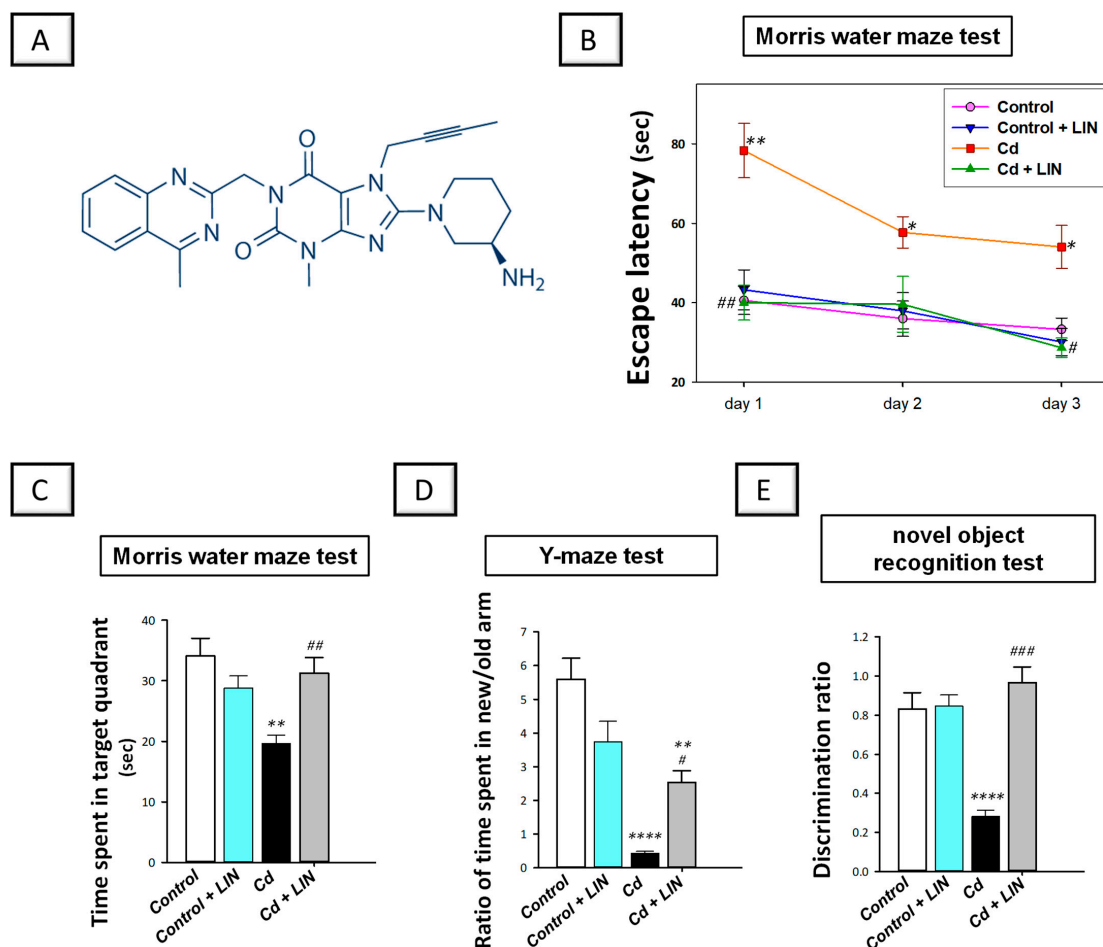 A
N
N
O
N
O
N
N
N
N
N
NH2
B
Morris water maze test
Escape latency (sec)
80
60
40
20
day 1
day 2
day 3
Control
Control + LIN
Cd
Cd + LIN
**
*
*
##
#
C
Morris water maze test
Time spent in target quadrant
(sec)
40
30
20
10
0
**
##
Control
Control + LIN
Cd
Cd + LIN
D
Y-maze test
Ratio of time spent in new/old arm
7
6
5
4
3
2
1
0
****
**
#
Control
Control + LIN
Cd
Cd + LIN
E
novel object
recognition test
Discrimination ratio
1.2
1.0
0.8
0.6
0.4
0.2
0.0
****
###
Control
Control + LIN
Cd
Cd + LIN